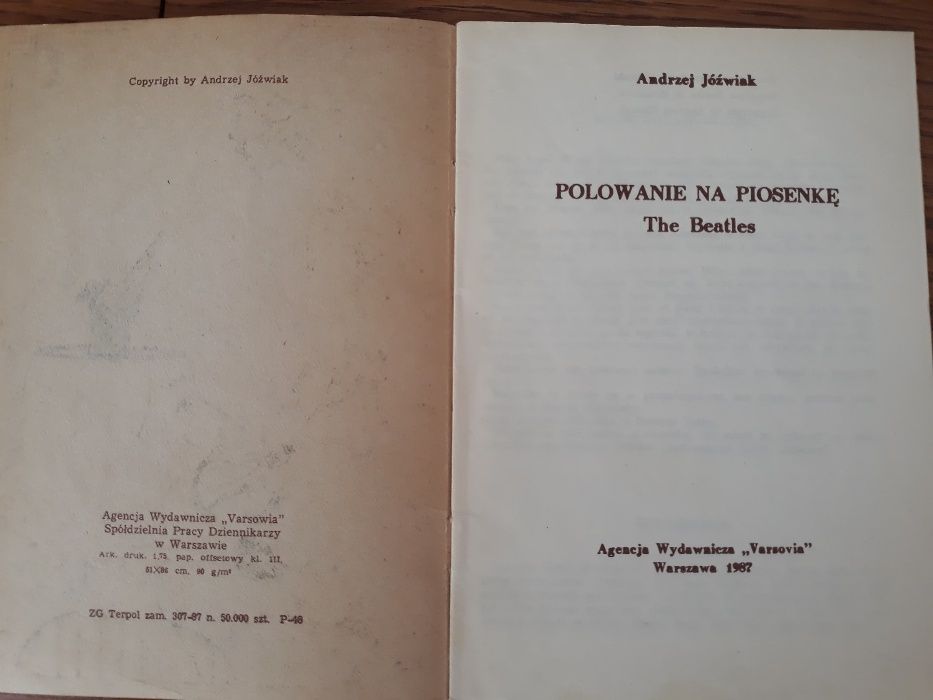 Copyright by Andrzej Jóźwiak
Agencja Wydawnicza „Varsowia"
Spółdzielnia Pracy Dziennikarzy
w Warszawie
Ark. druk. 1,75, pap. offsetowy kl. III,
61X86 cm, 90 g/m²
ZG Terpol zam. 307-87 n. 50.000 szt. P-48
Andrzej Jóźwiak
POLOWANIE NA PIOSENKĘ
The Beatles
Agencja Wydawnicza „Varsovia"
Warszawa 1987